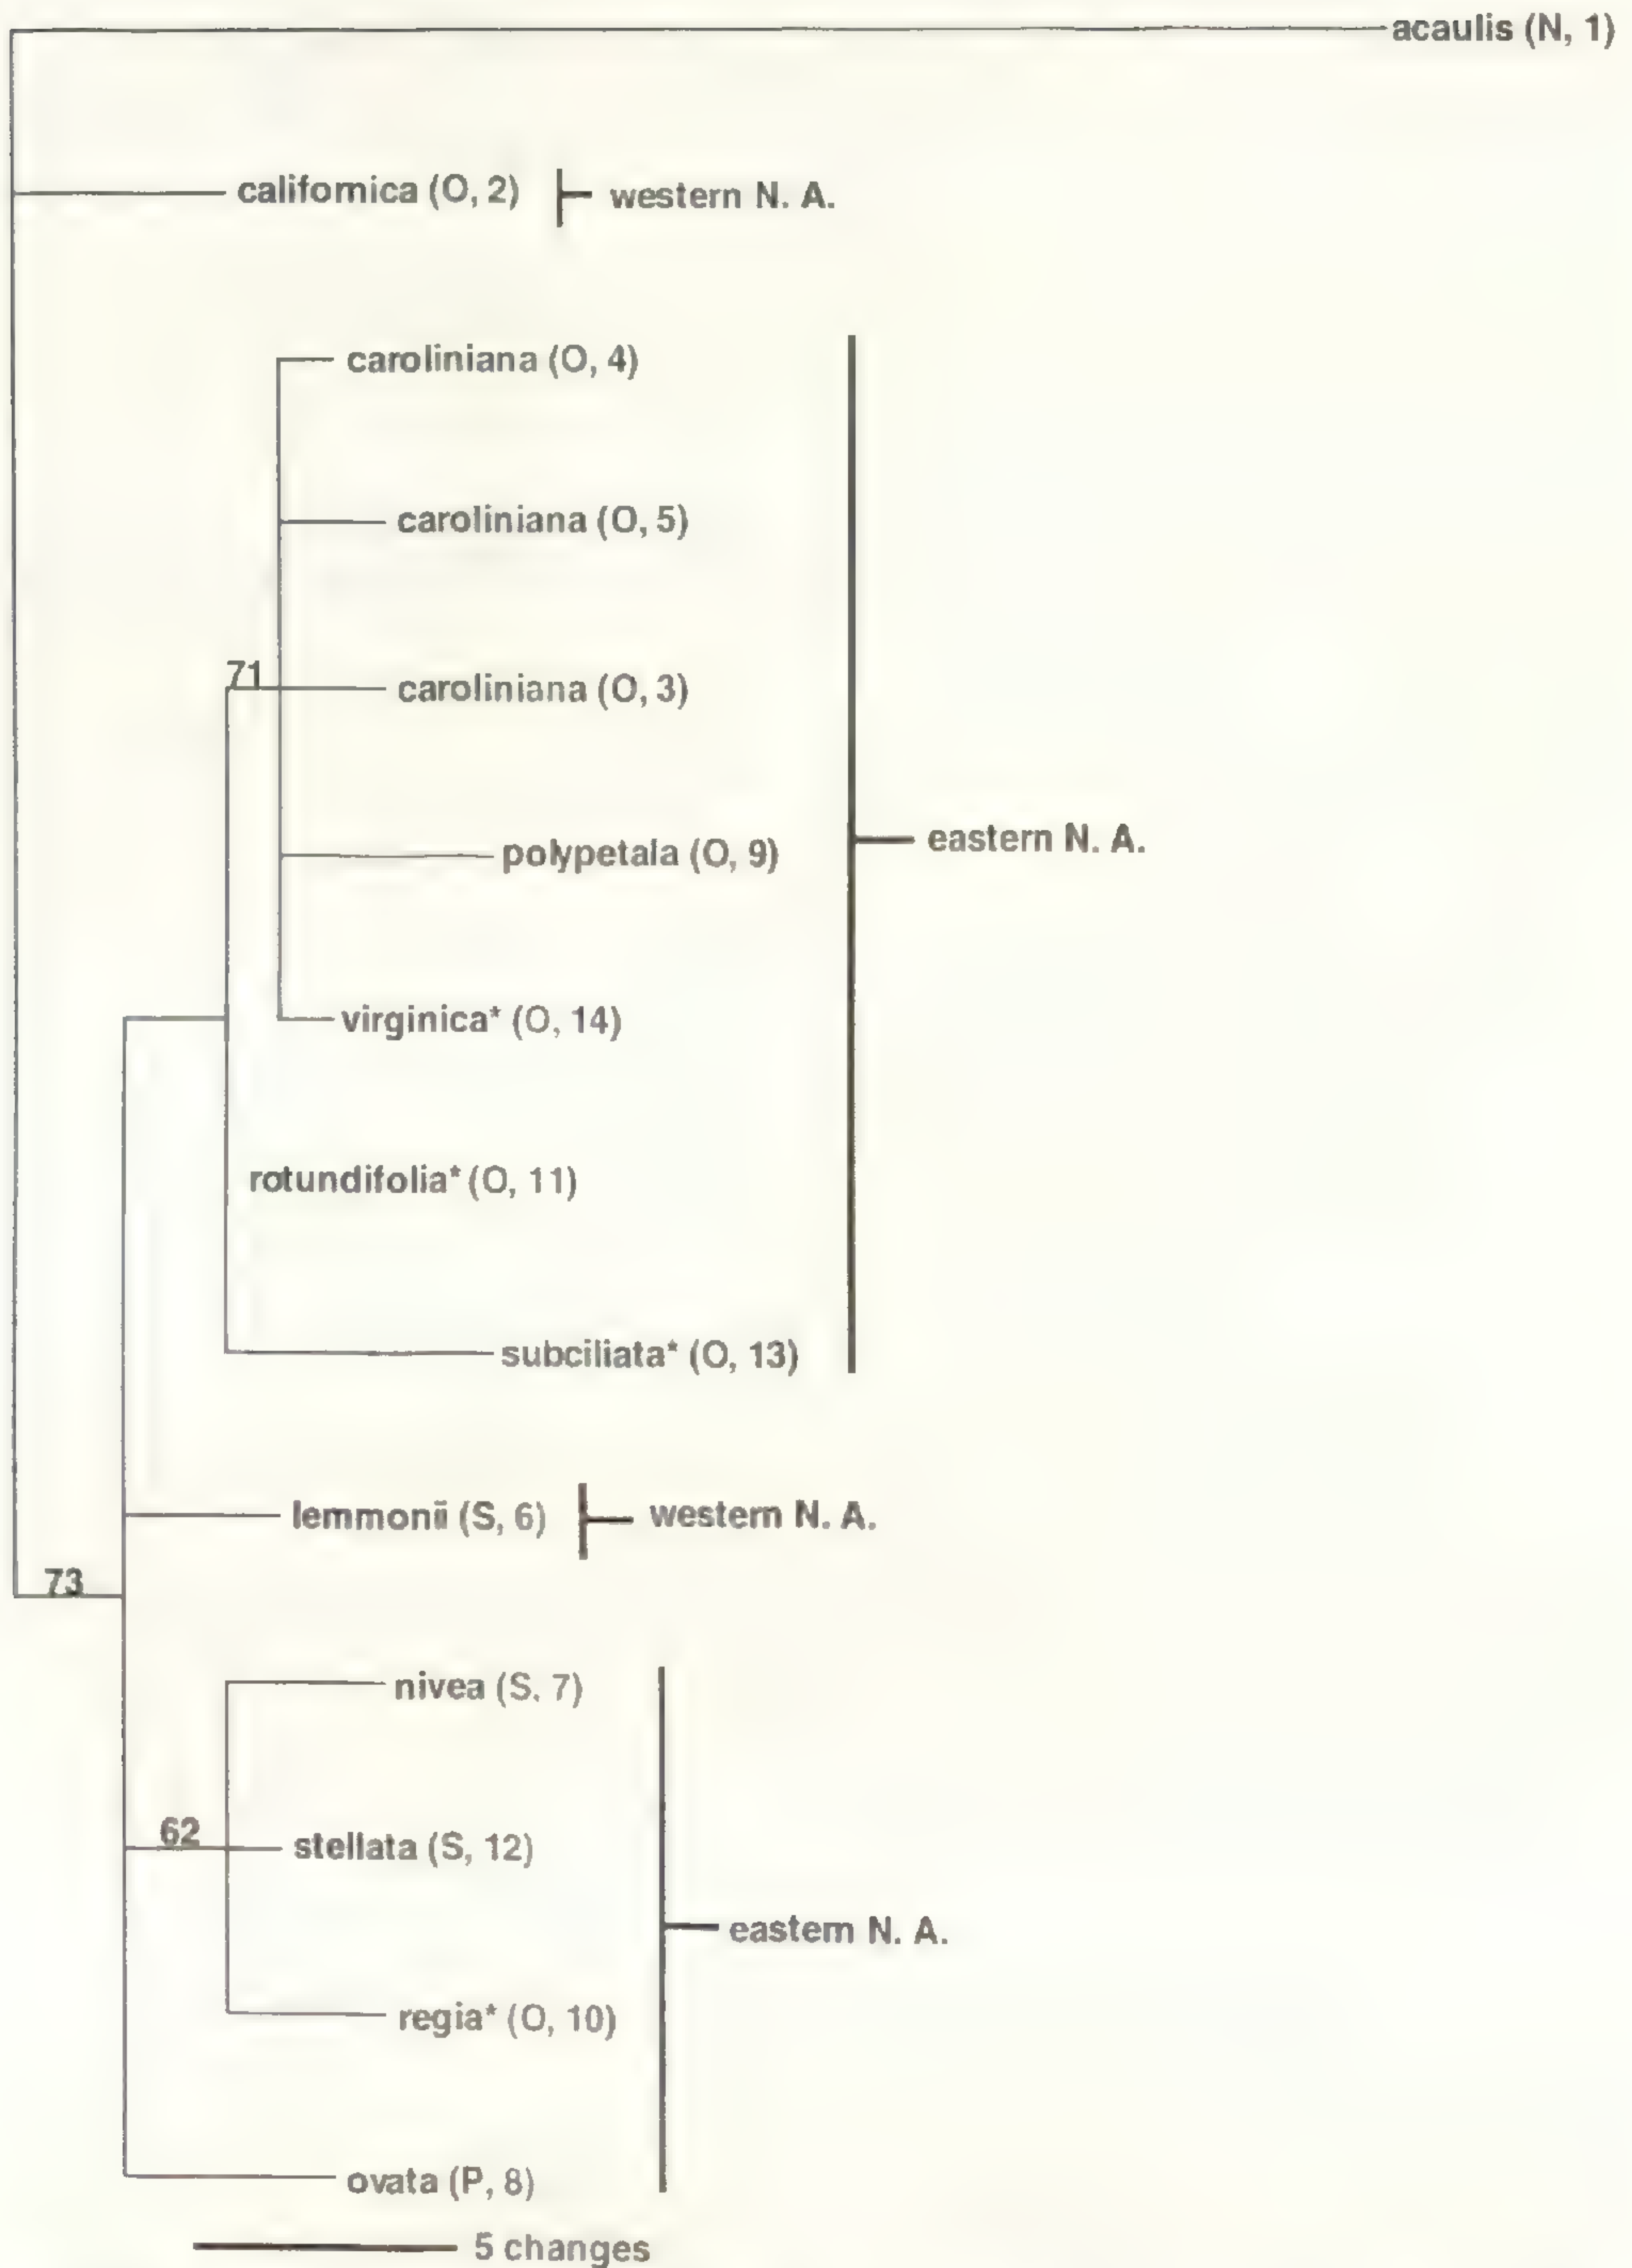 acaulis (N, 1)
californica (O, 2)
western N. A.
caroliniana (O, 4)
caroliniana (O, 5)
71
caroliniana (O, 3)
eastern N. A.
polypetala (O, 9)
virginica* (O, 14)
rotundifolia* (O, 11)
subciliata* (O, 13)
lemmonii (S, 6)
western N. A.
73
nivea (S, 7)
62
stellata (S, 12)
eastern N. A.
regia* (O, 10)
ovata (P, 8)
5 changes